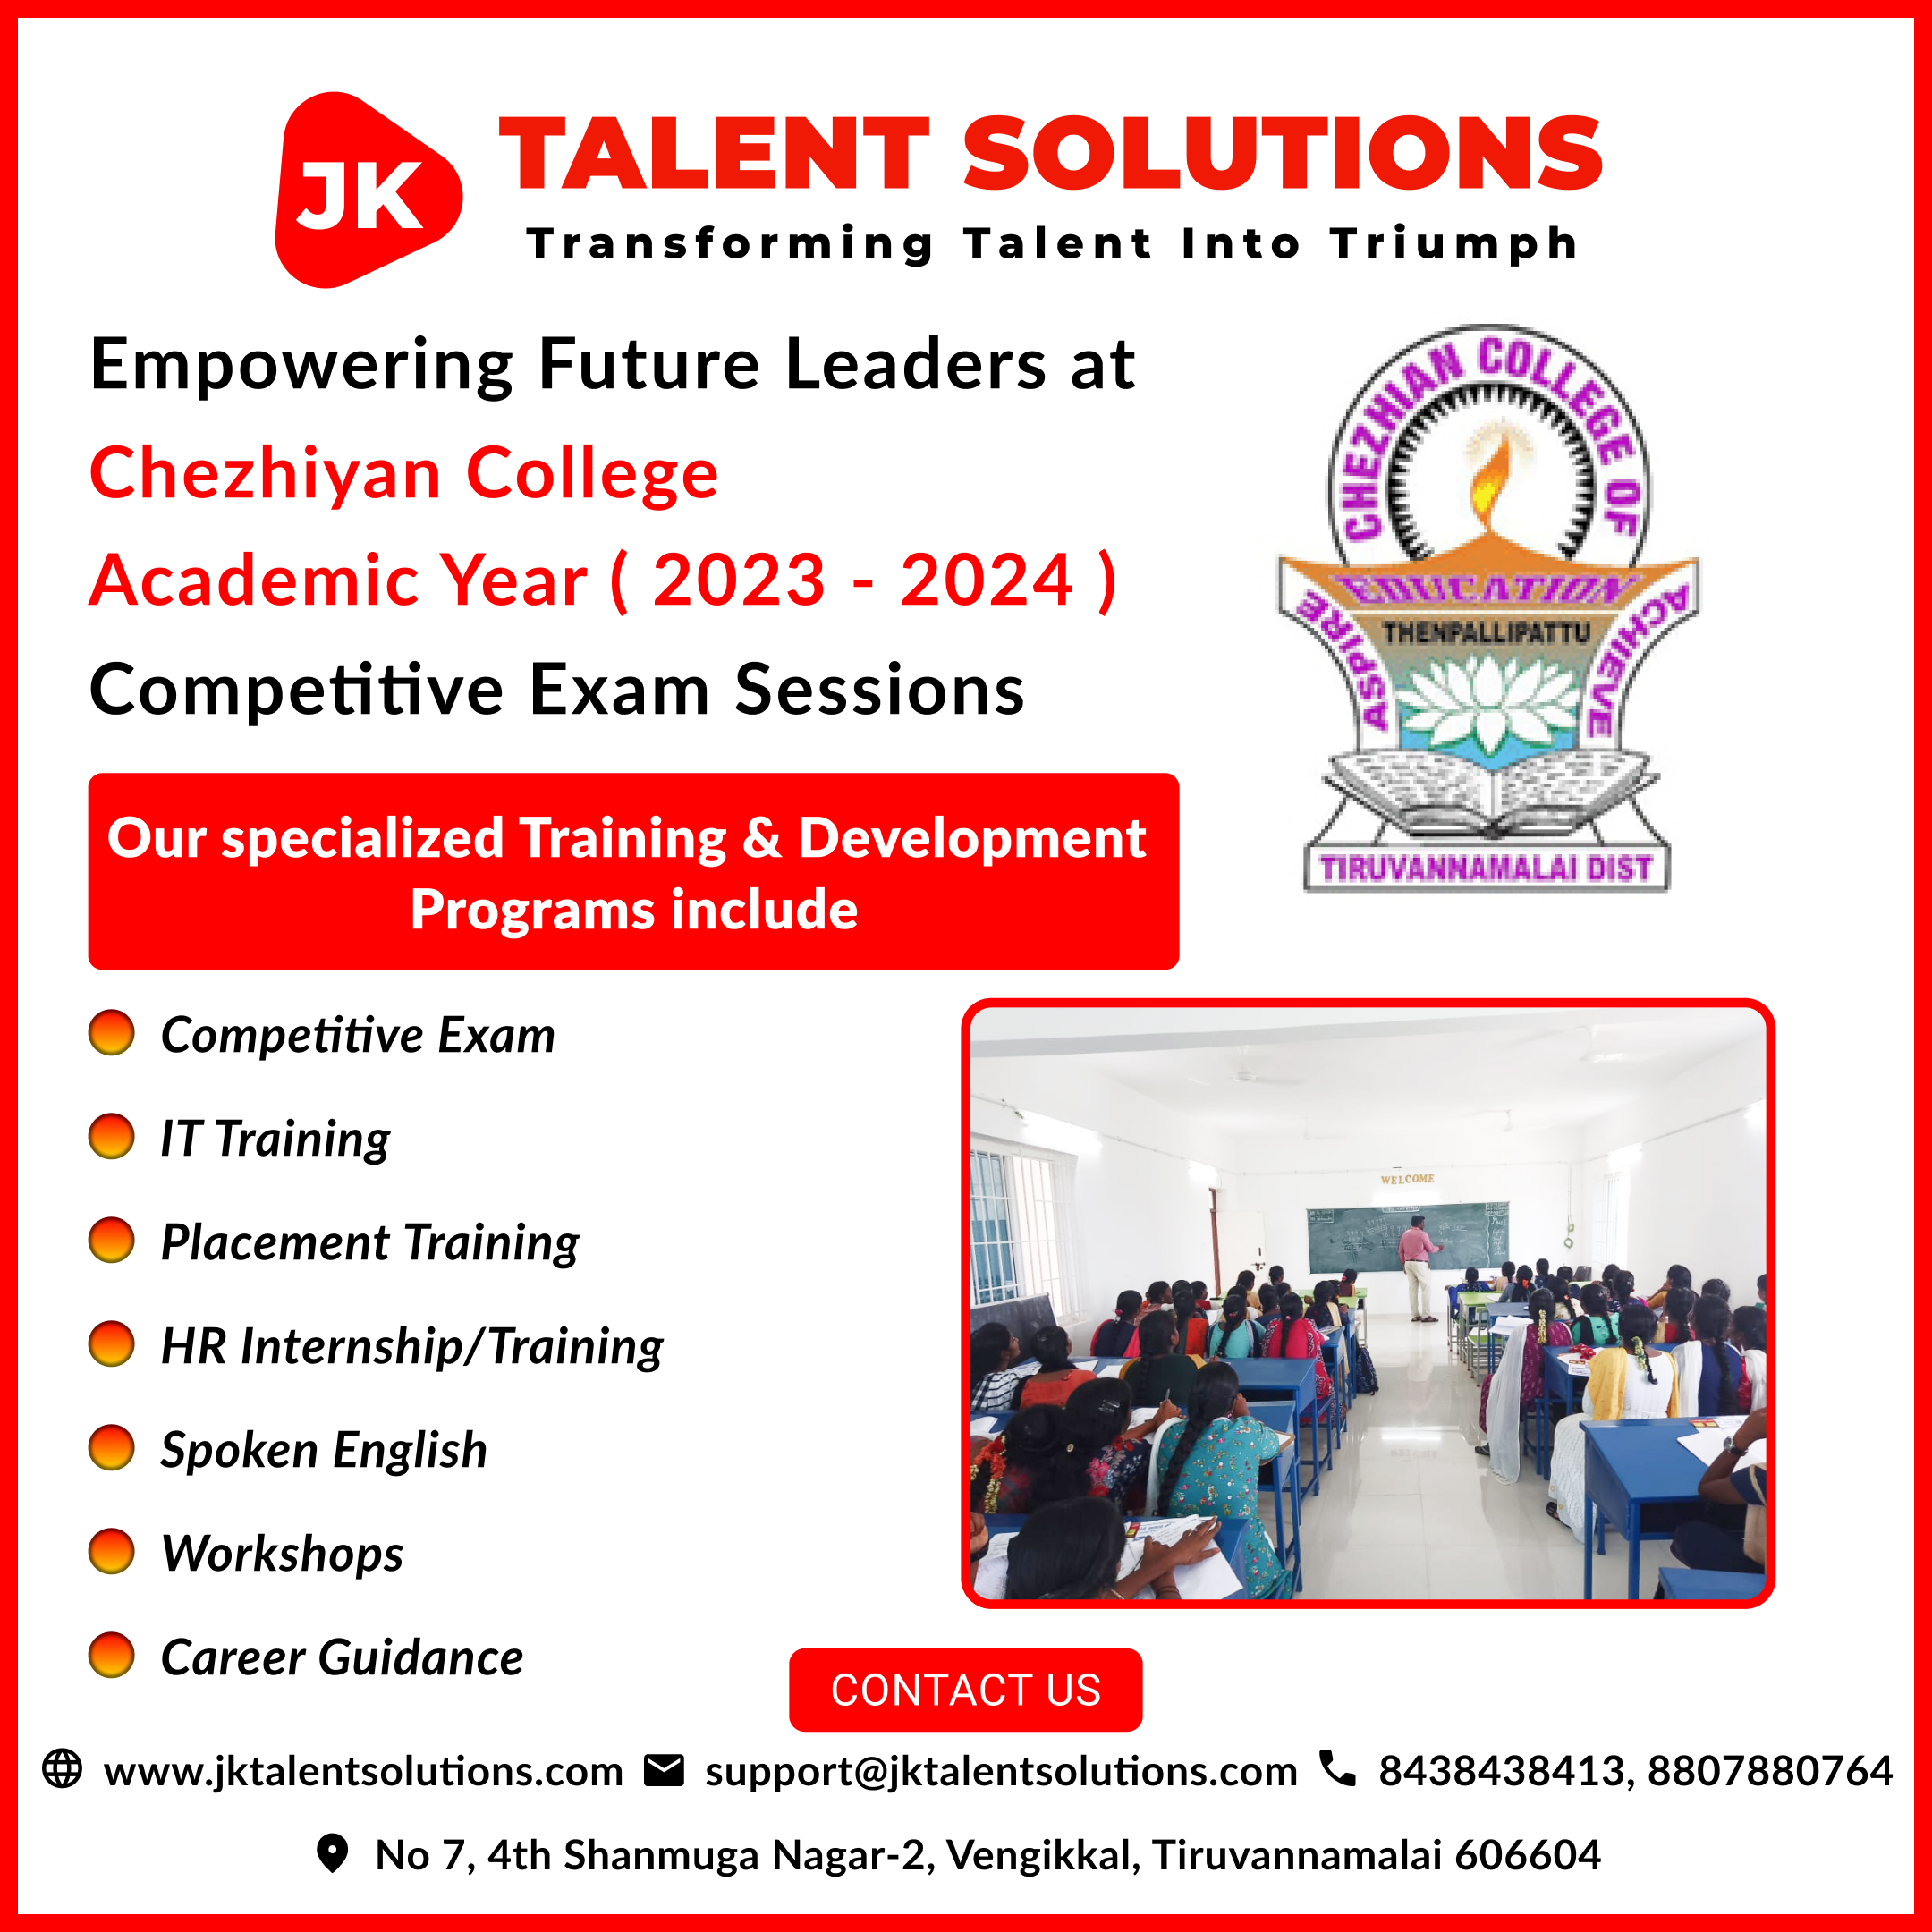 JK
TALENT SOLUTIONS
Transforming Talent Into Triumph
Empowering Future Leaders at
Chezhiyan College
Academic Year ( 2023 - 2024 )
Competitive Exam Sessions
CHEZHIAN COLLEGE OF
EDUCATION
THENPALLIPATTU
ASPIRE
ACHIEVE
TIRUVANNAMALAI DIST
Our specialized Training & Development
Programs include
Competitive Exam
IT Training
Placement Training
HR Internship/Training
Spoken English
Workshops
Career Guidance
WELCOME
CONTACT US
www.jktalentsolutions.com support@jktalentsolutions.com 8438438413, 8807880764
No 7, 4th Shanmuga Nagar-2, Vengikkal, Tiruvannamalai 606604